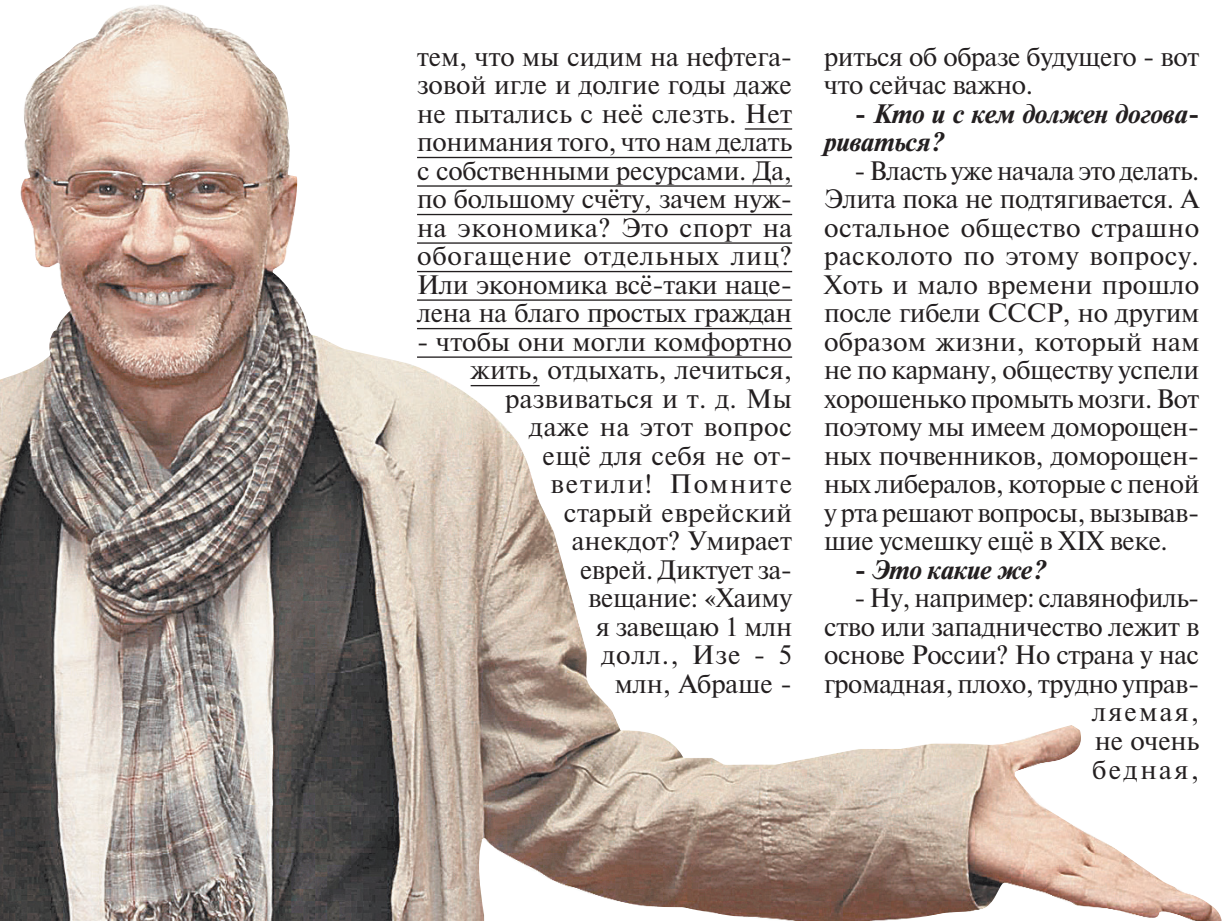 тем, что мы сидим на нефтега-
зовой игле и долгие годы даже
не пытались с неё слезть. Нет
понимания того, что нам делать
с собственными ресурсами. Да,
по большому счёту, зачем нуж-
на экономика? Это спорт на
обогащение отдельных лиц?
Или экономика всё-таки наце-
лена на благо простых граждан
- чтобы они могли комфортно
жить, отдыхать, лечиться,
развиваться и т. д. Мы
даже на этот вопрос
ещё для себя не от-
ветили! Помните
старый еврейский
анекдот? Умирает
еврей. Диктует за-
вещание: «Хаиму
я завещаю 1 млн
долл., Изе - 5
млн, Абраше -
риться об образе будущего - вот
что сейчас важно.
- Кто и с кем должен догова-
риваться?
- Власть уже начала это делать.
Элита пока не подтягивается. А
остальное общество страшно
расколото по этому вопросу.
Хоть и мало времени прошло
после гибели СССР, но другим
образом жизни, который нам
не по карману, обществу успели
хорошенько промыть мозги. Вот
поэтому мы имеем доморощен-
ных почвенников, доморощен-
ных либералов, которые с пеной
у рта решают вопросы, вызывав-
шие усмешку ещё в XIX веке.
- Это какие же?
- Ну, например: славянофиль-
ство или западничество лежит в
основе России? Но страна у нас
громадная, плохо, трудно управ-
ляемая,
не очень
бедная,